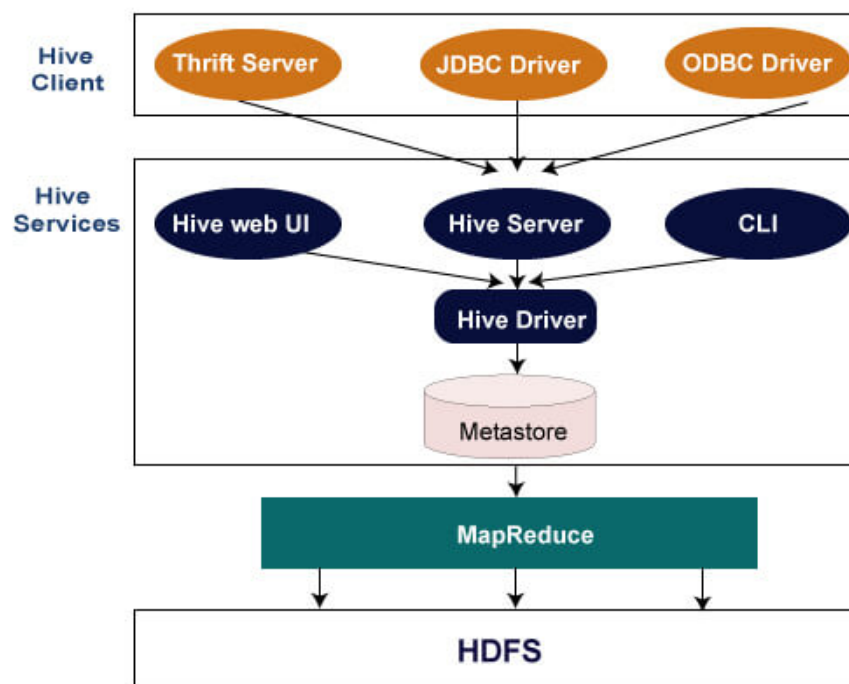 Hive
Client
Thrift Server
JDBC Driver
ODBC Driver
Hive
Services
Hive web UI
Hive Server
CLI
Hive Driver
Metastore
MapReduce
HDFS